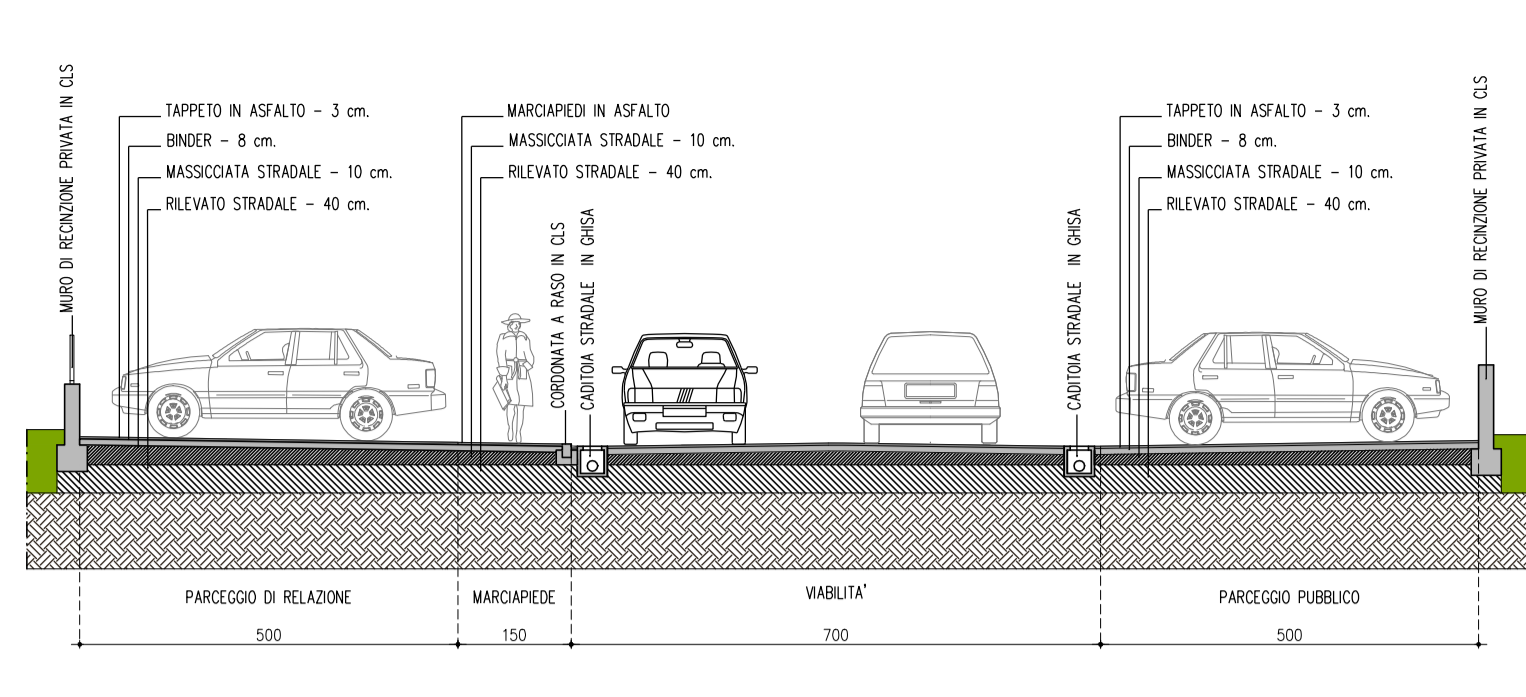 MURO DI RECINZIONE PRIVATA IN CLS
TAPPETO IN ASFALTO - 3 cm.
BINDER - 8 cm.
MASSICCIATA STRADALE - 10 cm.
RILEVATO STRADALE - 40 cm.
MARCIAPIEDI IN ASFALTO
MASSICCIATA STRADALE - 10 cm.
RILEVATO STRADALE - 40 cm.
CORDONATA A RASO IN CLS
CADITOIA STRADALE IN GHISA
CADITOIA STRADALE IN GHISA
TAPPETO IN ASFALTO - 3 cm.
BINDER - 8 cm.
MASSICCIATA STRADALE - 10 cm.
RILEVATO STRADALE - 40 cm.
MURO DI RECINZIONE PRIVATA IN CLS
PARCEGGIO DI RELAZIONE
MARCIAPIEDE
VIABILITA'
PARCEGGIO PUBBLICO
500
150
700
500